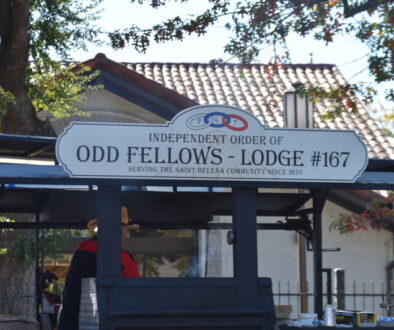 F L T
INDEPENDENT ORDER OF
ODD FELLOWS - LODGE #167
SERVING THE SAINT HELENA COMMUNITY SINCE 1870